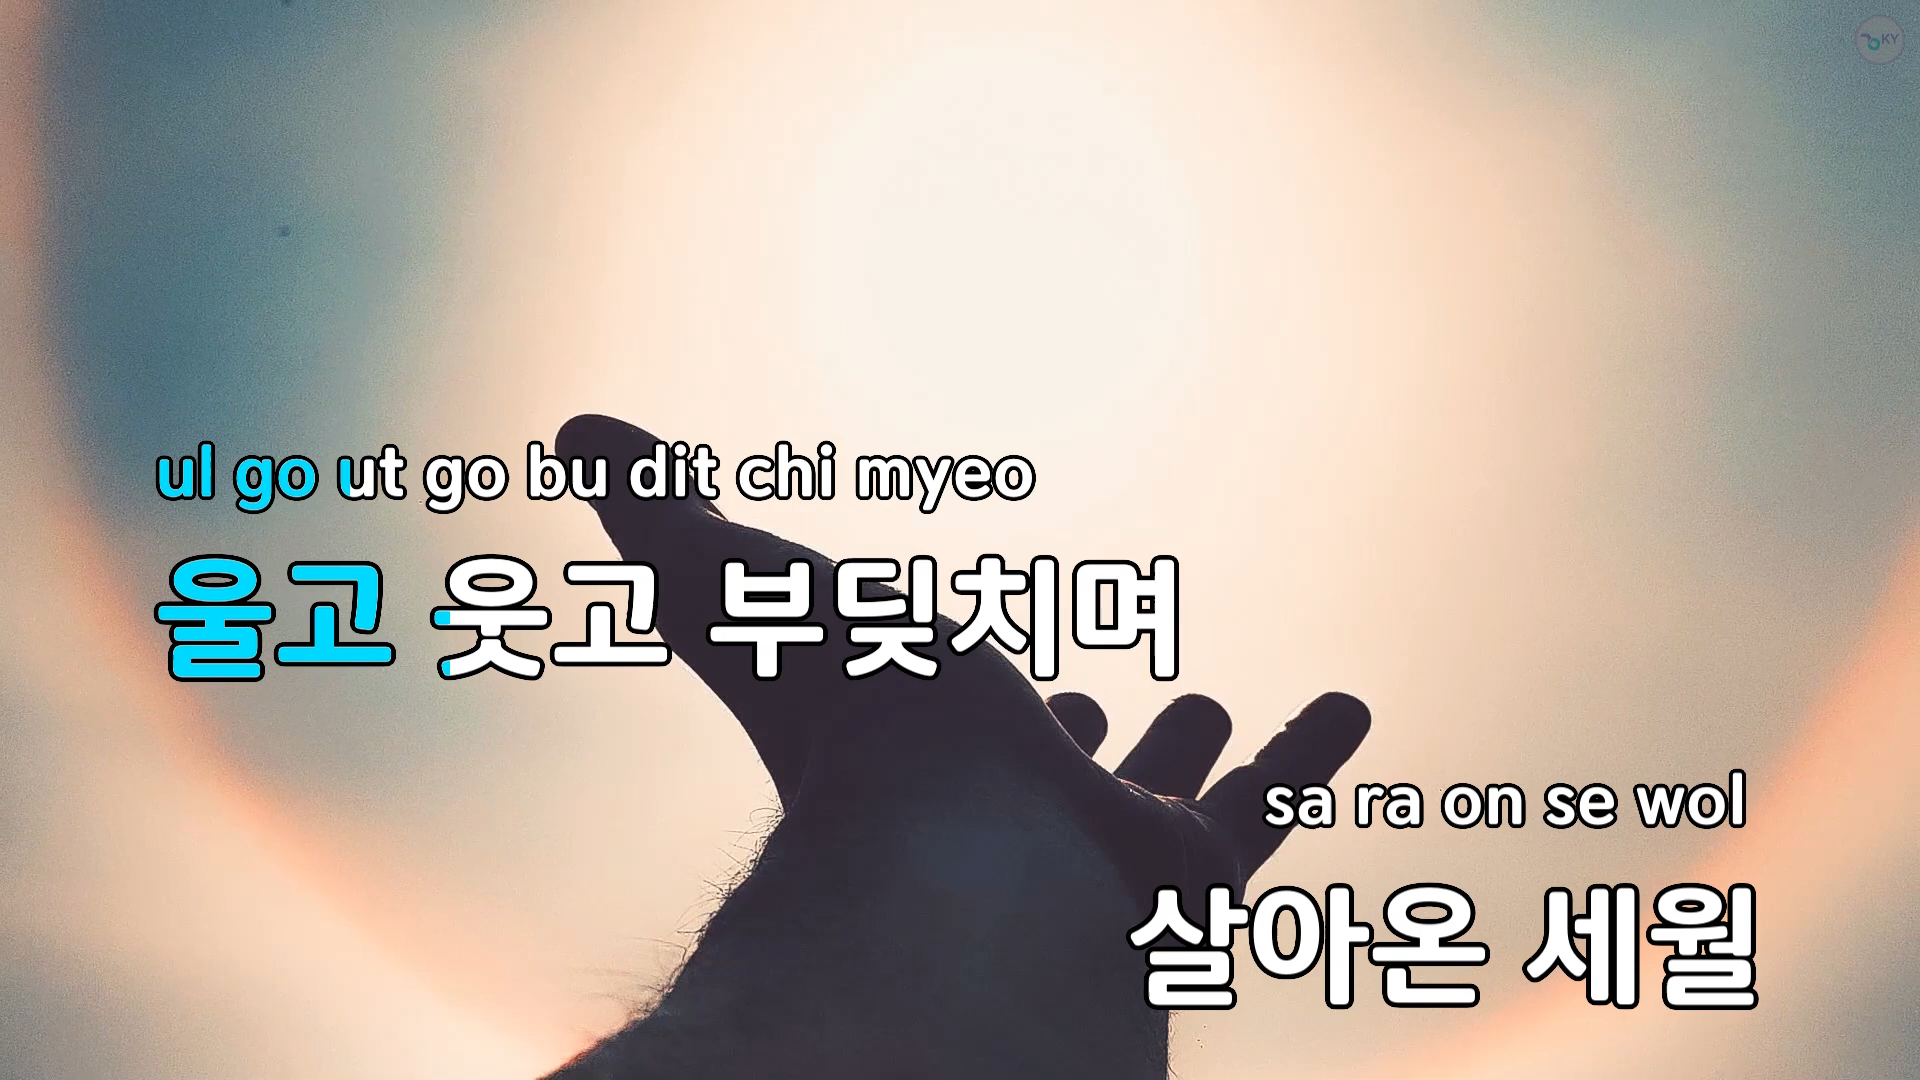 KY
ul go ut go bu dit chi myeo
울고 웃고 부딪치며
sa ra on se wol
살아온 세월